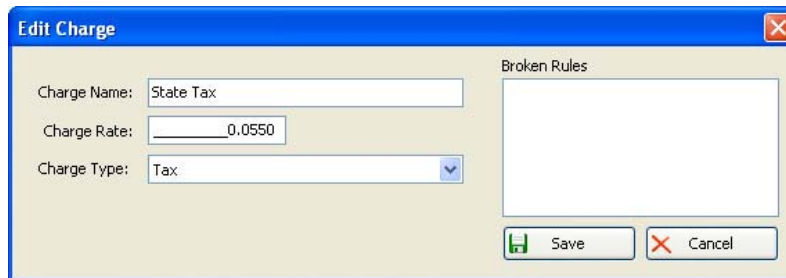 Edit Charge
Charge Name: State Tax
Charge Rate: _________0.0550
Charge Type: Tax
Broken Rules
Save
Cancel